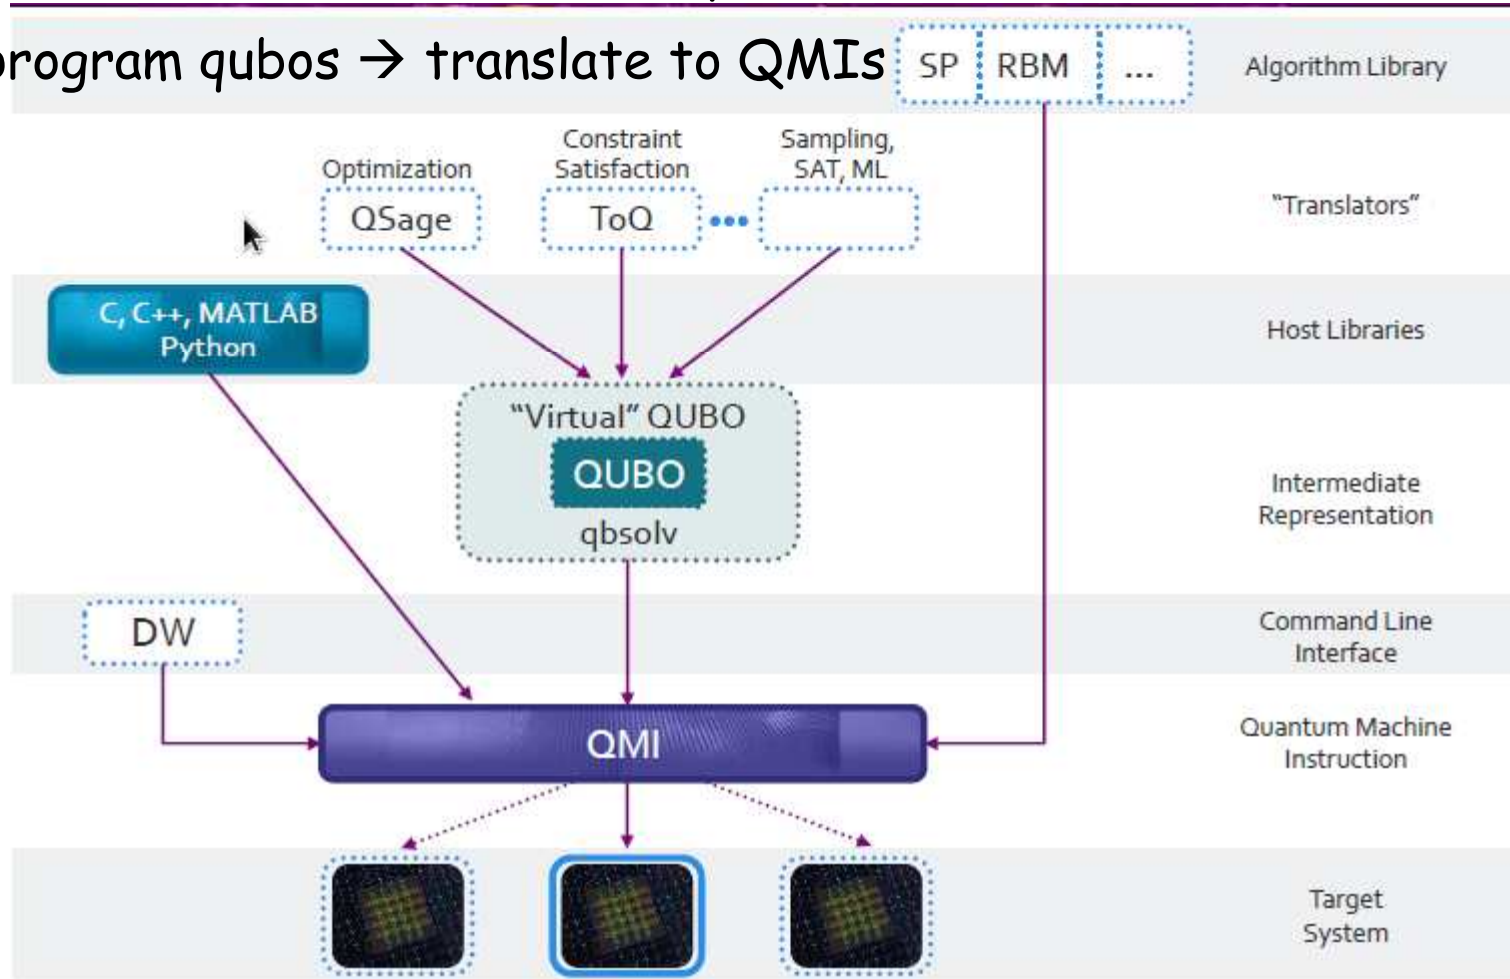 program qubos → translate to QMIs
SP RBM ...
Algorithm Library
Optimization
Constraint
Satisfaction
Sampling,
SAT, ML
QSage
ToQ
"Translators"
C, C++, MATLAB
Python
Host Libraries
“Virtual” QUBO
QUBO
qbsolv
Intermediate
Representation
DW
Command Line
Interface
QMI
Quantum Machine
Instruction
Target
System